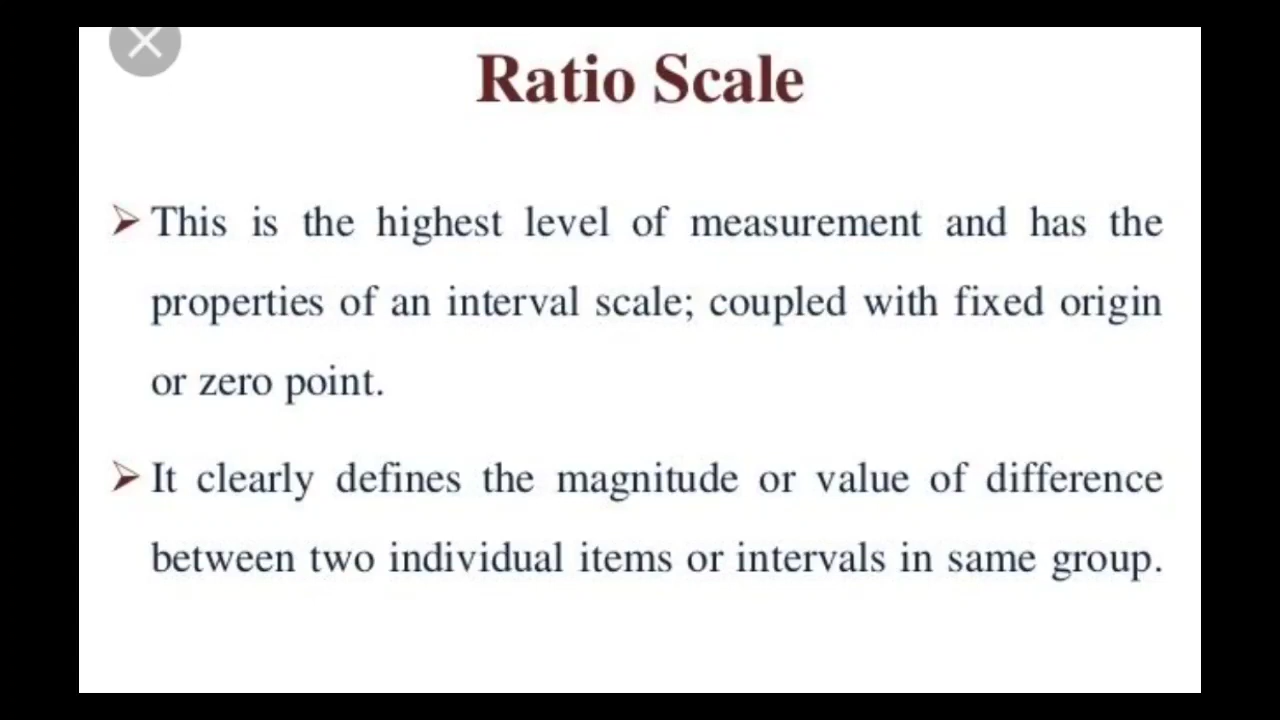 Ratio Scale
This is the highest level of measurement and has the
properties of an interval scale; coupled with fixed origin
or zero point.
It clearly defines the magnitude or value of difference
between two individual items or intervals in same group.